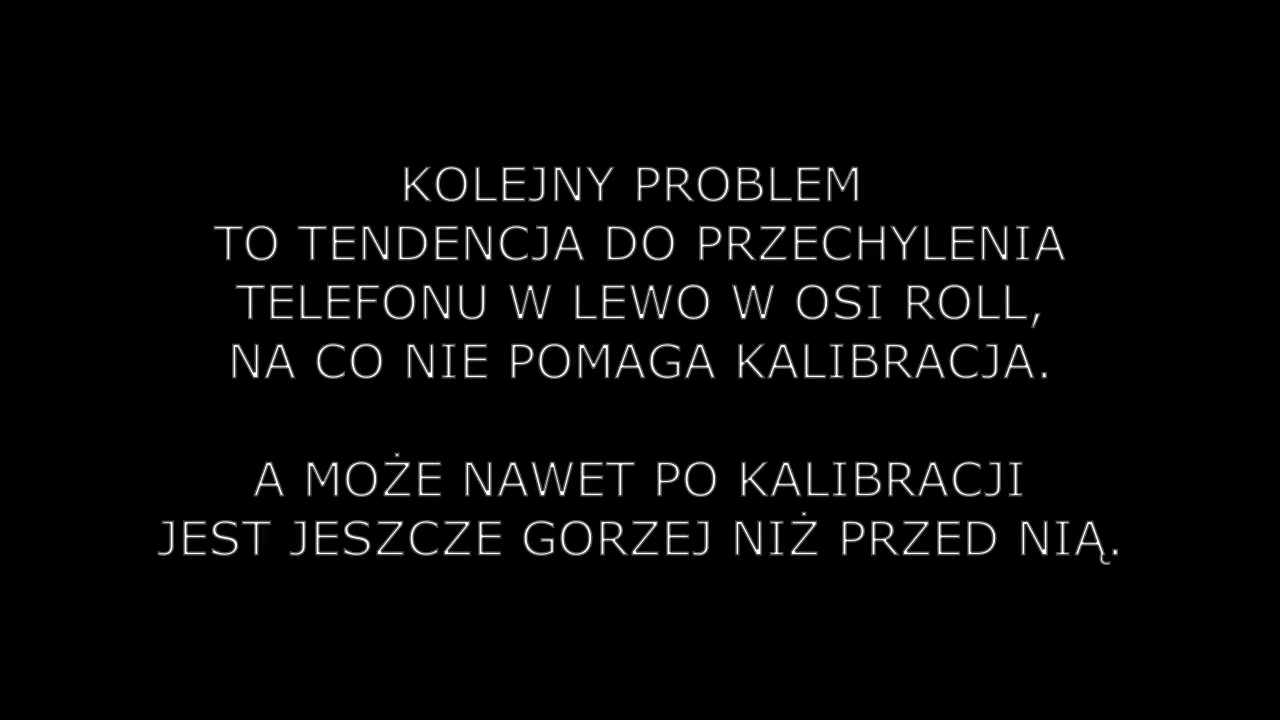 KOLEJNY PROBLEM
TO TENDENCJA DO PRZECHYLENIA
TELEFONU W LEWO W OSI ROLL,
NA CO NIE POMAGA KALIBRACJA.
A MOŻE NAWET PO KALIBRACJI
JEST JESZCZE GORZEJ NIŻ PRZED NIĄ.